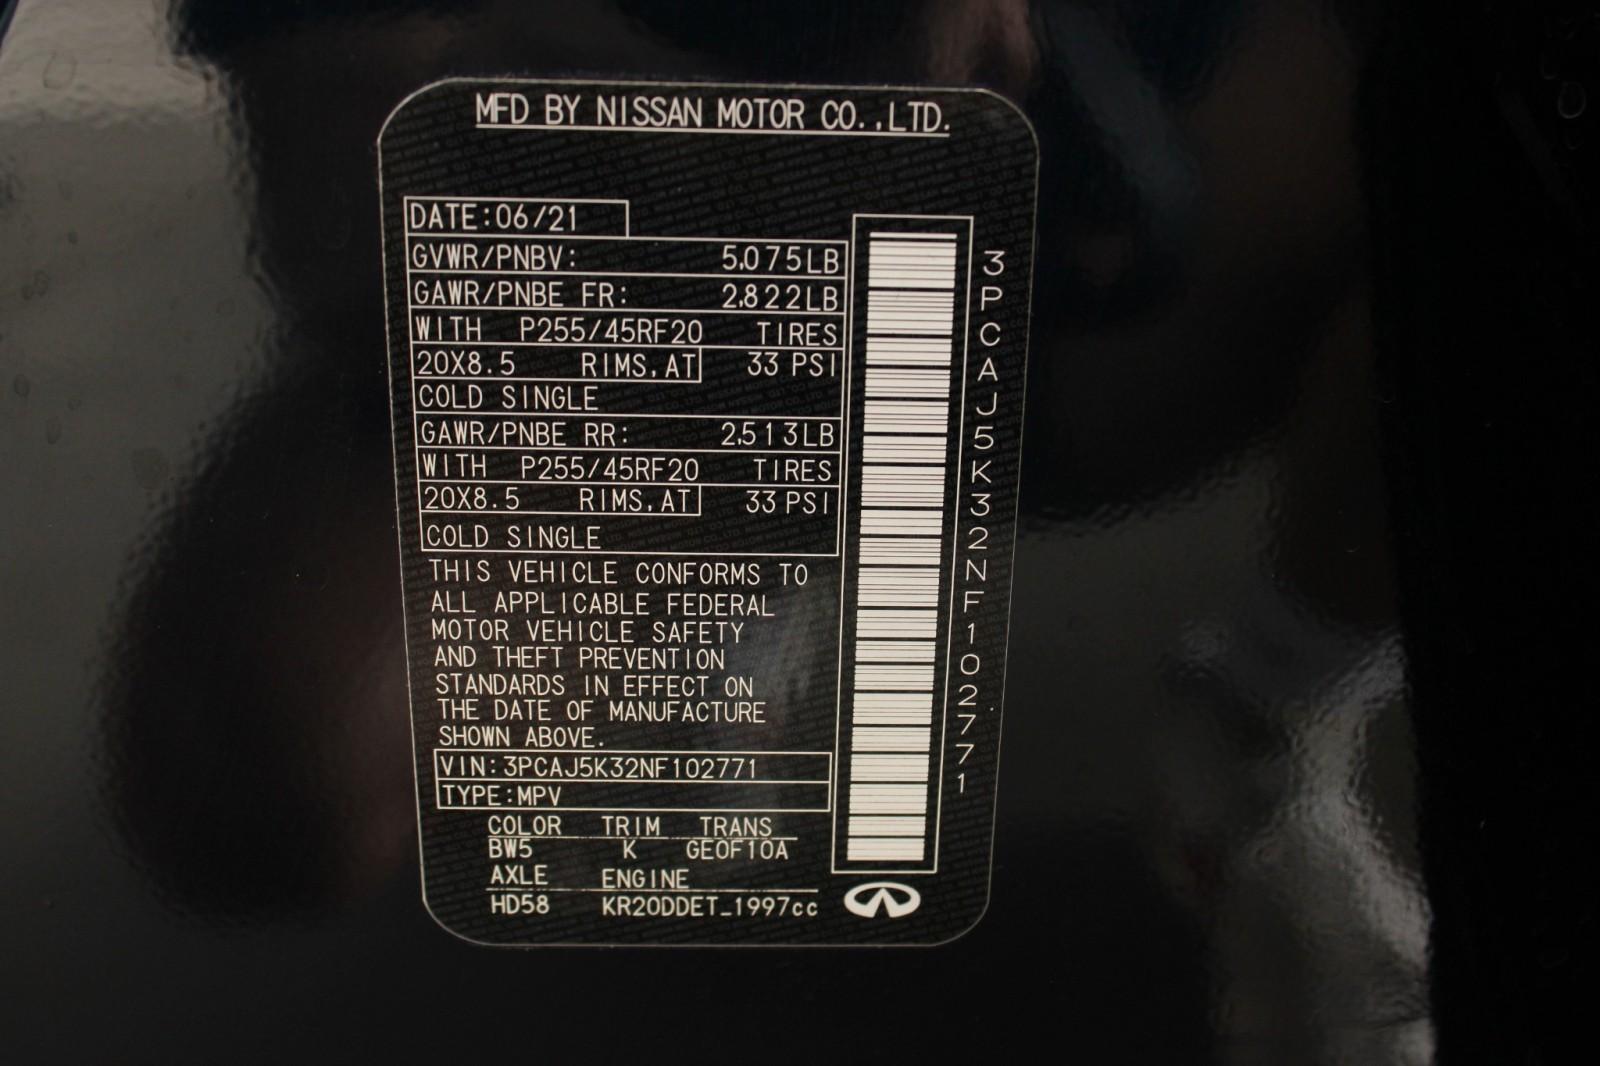 MFD BY NISSAN MOTOR CO.,LTD.
DATE:06/21
GVWR/PNBV: 5,075LB
GAWR/PNBE FR: 2,822LB
WITH P255/45RF20 TIRES
20X8.5 RIMS,AT 33 PSI
COLD SINGLE
GAWR/PNBE RR: 2,513LB
WITH P255/45RF20 TIRES
20X8.5 RIMS,AT 33 PSI
COLD SINGLE
THIS VEHICLE CONFORMS TO
ALL APPLICABLE FEDERAL
MOTOR VEHICLE SAFETY
AND THEFT PREVENTION
STANDARDS IN EFFECT ON
THE DATE OF MANUFACTURE
SHOWN ABOVE.
VIN:3PCAJ5K32NF102771
TYPE:MPV
COLOR TRIM TRANS
BW5 K GE0F10A
AXLE ENGINE
HD58 KR20DDET_1997cc
3PCAJ5K32NF102771